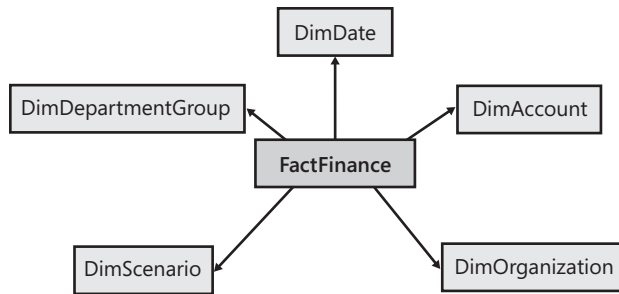 DimDate
DimDepartmentGroup
DimAccount
FactFinance
DimScenario
DimOrganization